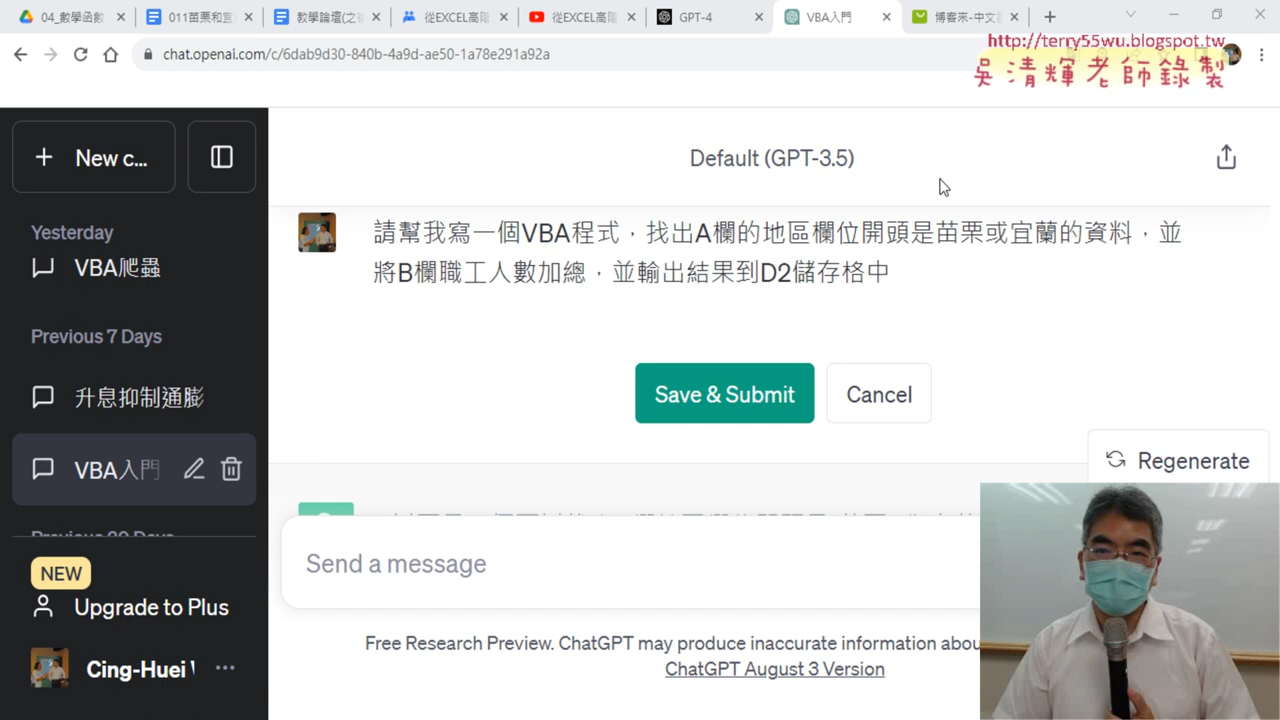 04_數學函數
011苗栗和宜
教學論壇(之
從EXCEL高階
從EXCEL高階
GPT-4
VBA入門
博客來-中文
chat.openai.com/c/6dab9d30-840b-4a9d-ae50-1a78e291a92a
http://terry55wu.blogspot.tw
吳清輝老師錄製
New c...
Default (GPT-3.5)
Yesterday
VBA爬蟲
Previous 7 Days
升息抑制通膨
VBA入門
請幫我寫一個VBA程式，找出A欄的地區欄位開頭是苗栗或宜蘭的資料，並
將B欄職工人數加總，並輸出結果到D2儲存格中
Save & Submit
Cancel
Regenerate
NEW
Upgrade to Plus
Cing-Huei
Send a message
Free Research Preview. ChatGPT may produce inaccurate information abou
ChatGPT August 3 Version